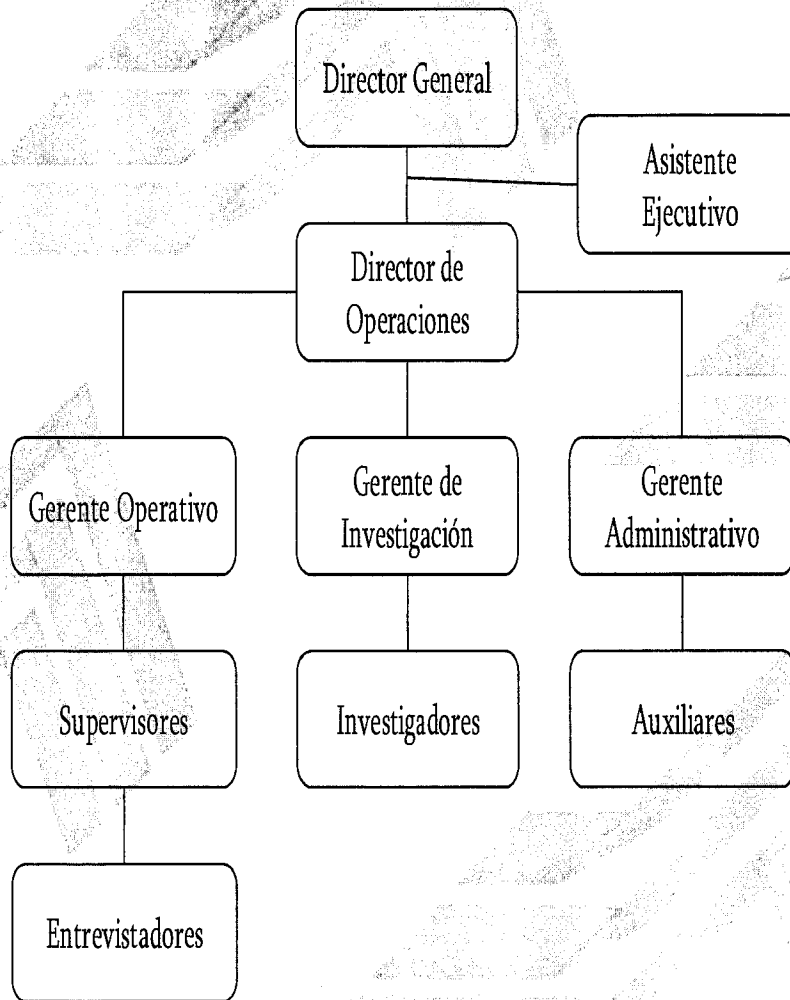 Director General
Asistente
Ejecutivo
Director de
Operaciones
Gerente Operativo
Gerente de
Investigación
Gerente
Administrativo
Supervisores
Investigadores
Auxiliares
Entrevistadores